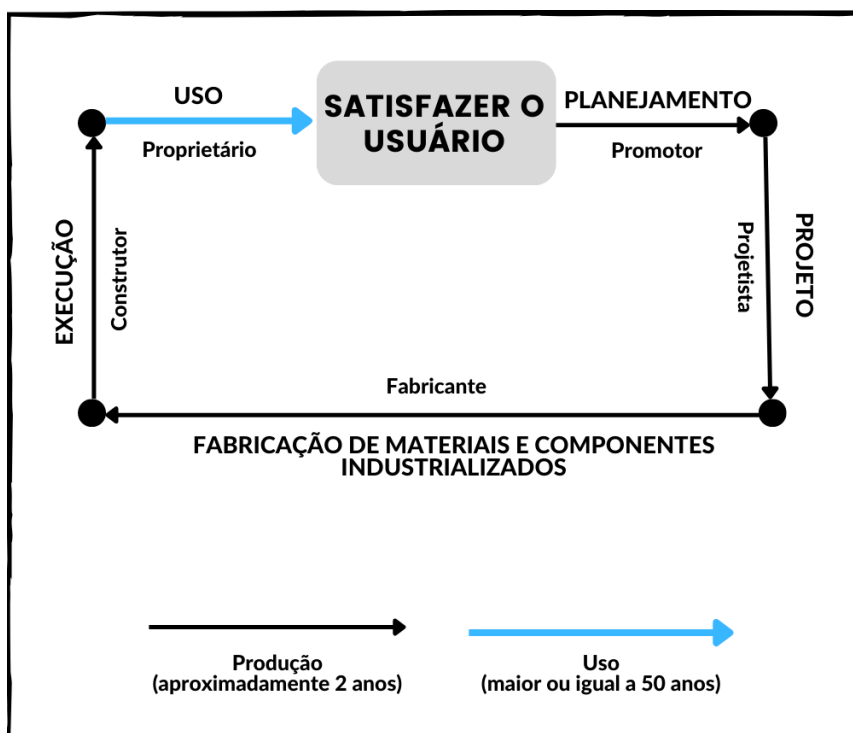 USO
Proprietário
SATISFAZER O
USUÁRIO
PLANEJAMENTO
Promotor
PROJETO
Projetista
Fabricante
FABRICAÇÃO DE MATERIAIS E COMPONENTES
INDUSTRIALIZADOS
EXECUÇÃO
Construtor
Produção
(aproximadamente 2 anos)
Uso
(maior ou igual a 50 anos)